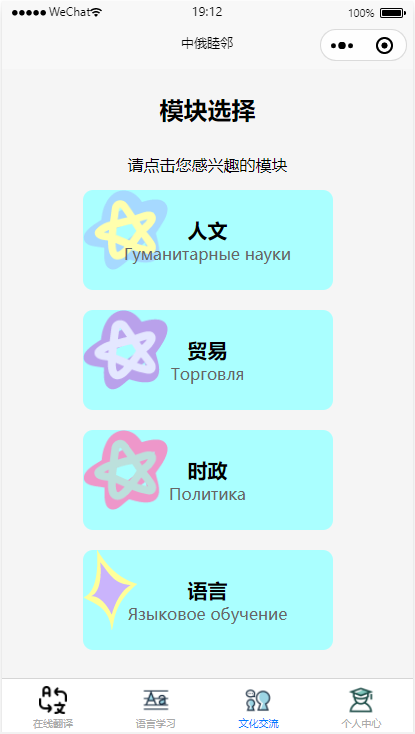 ●●●●● WeChat 19:12 100%
中俄睦邻
模块选择
请点击您感兴趣的模块
人文
Гуманитарные науки
贸易
Торговля
时政
Политика
语言
Языковое обучение
A 文
Aa
在线翻译 语言学习 文化交流 个人中心